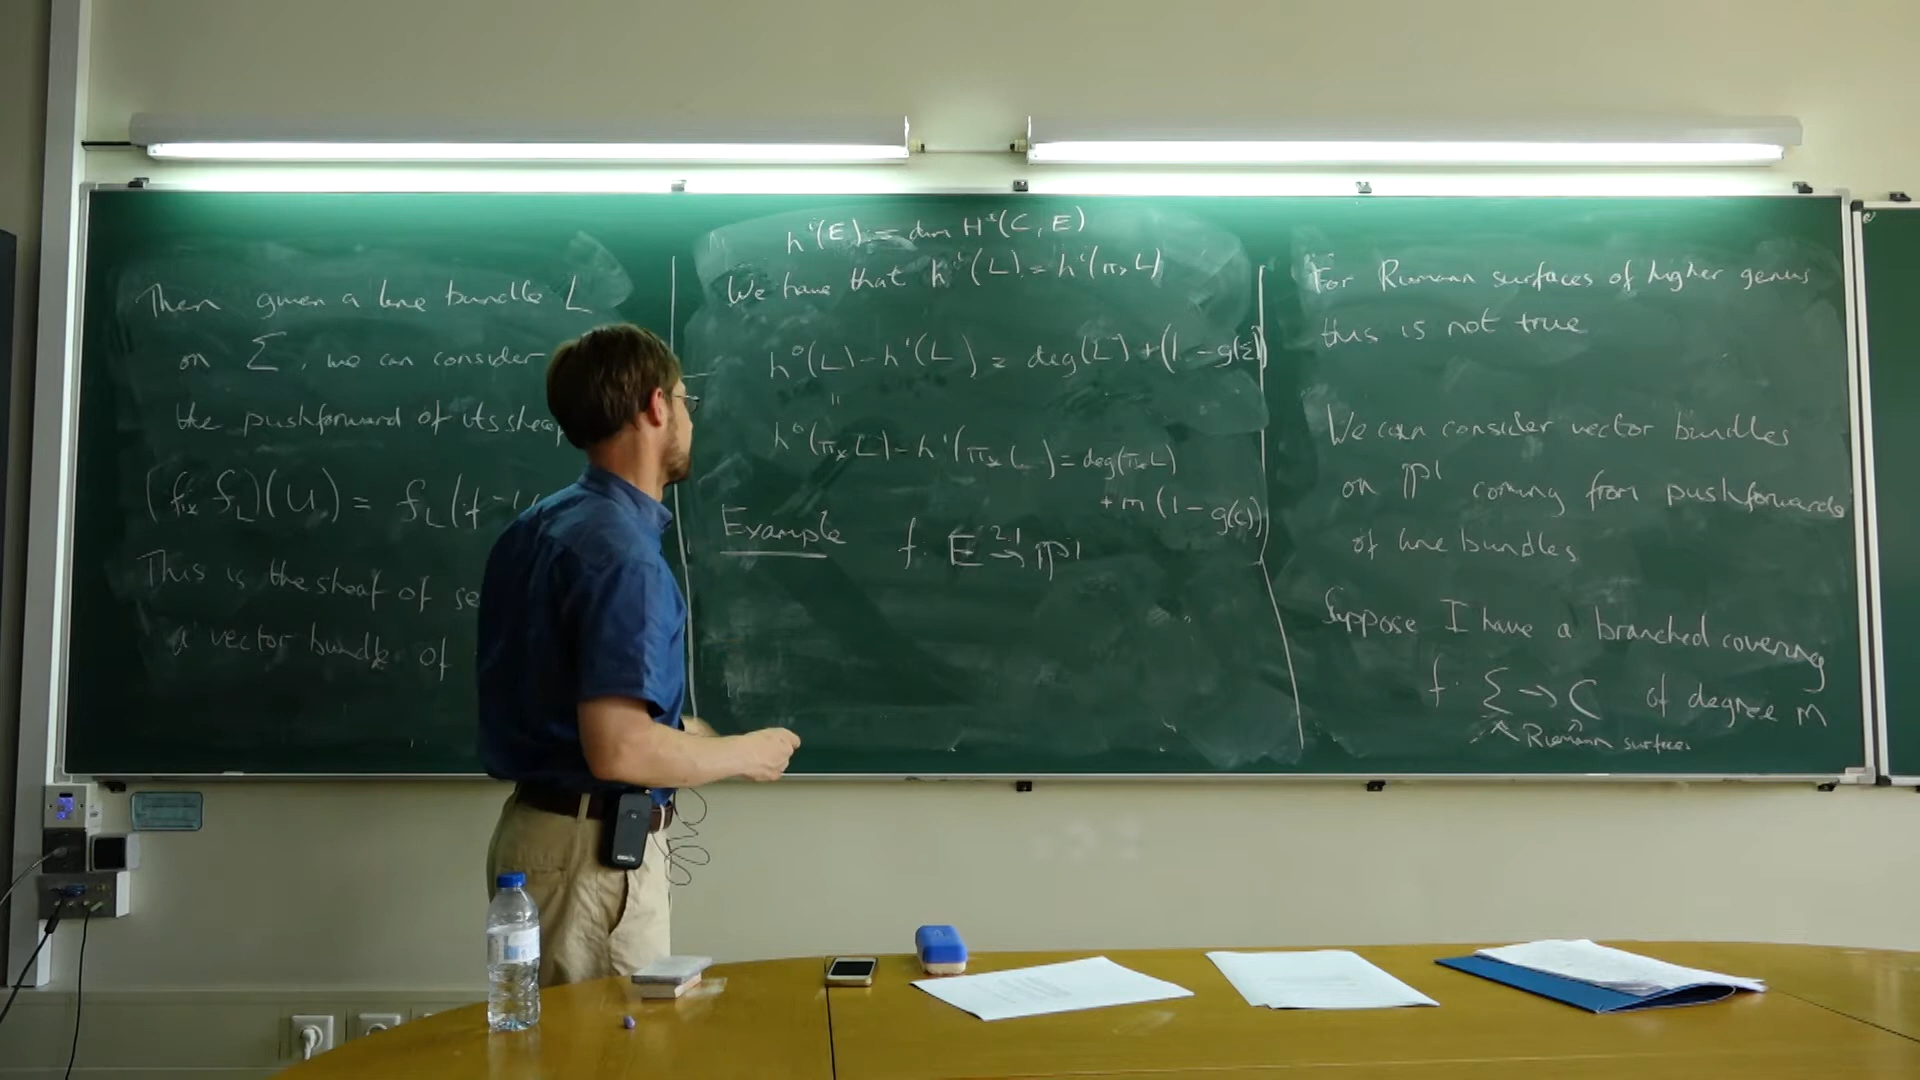 Then given a line bundle L
on Σ, we can consider
the pushforward of its sheaf
(f_* f_L)(U) = f_L(f^-1
This is the sheaf of se
a vector bundle of
h^i(E) = dim H^i(C, E)
We have that h^i(L) = h^i(π_* L)
h^0(L) - h^1(L) = deg(L) + (1 - g(Σ))
"
h^0(π_* L) - h^1(π_* L) = deg(π_* L)
+ m (1 - g(C))
Example f: E 2:1→ ℙ^1
For Riemann surfaces of higher genus
this is not true
We can consider vector bundles
on ℙ^1 coming from pushforwards
of line bundles
Suppose I have a branched covering
f: Σ → C of degree m
Riemann surfaces